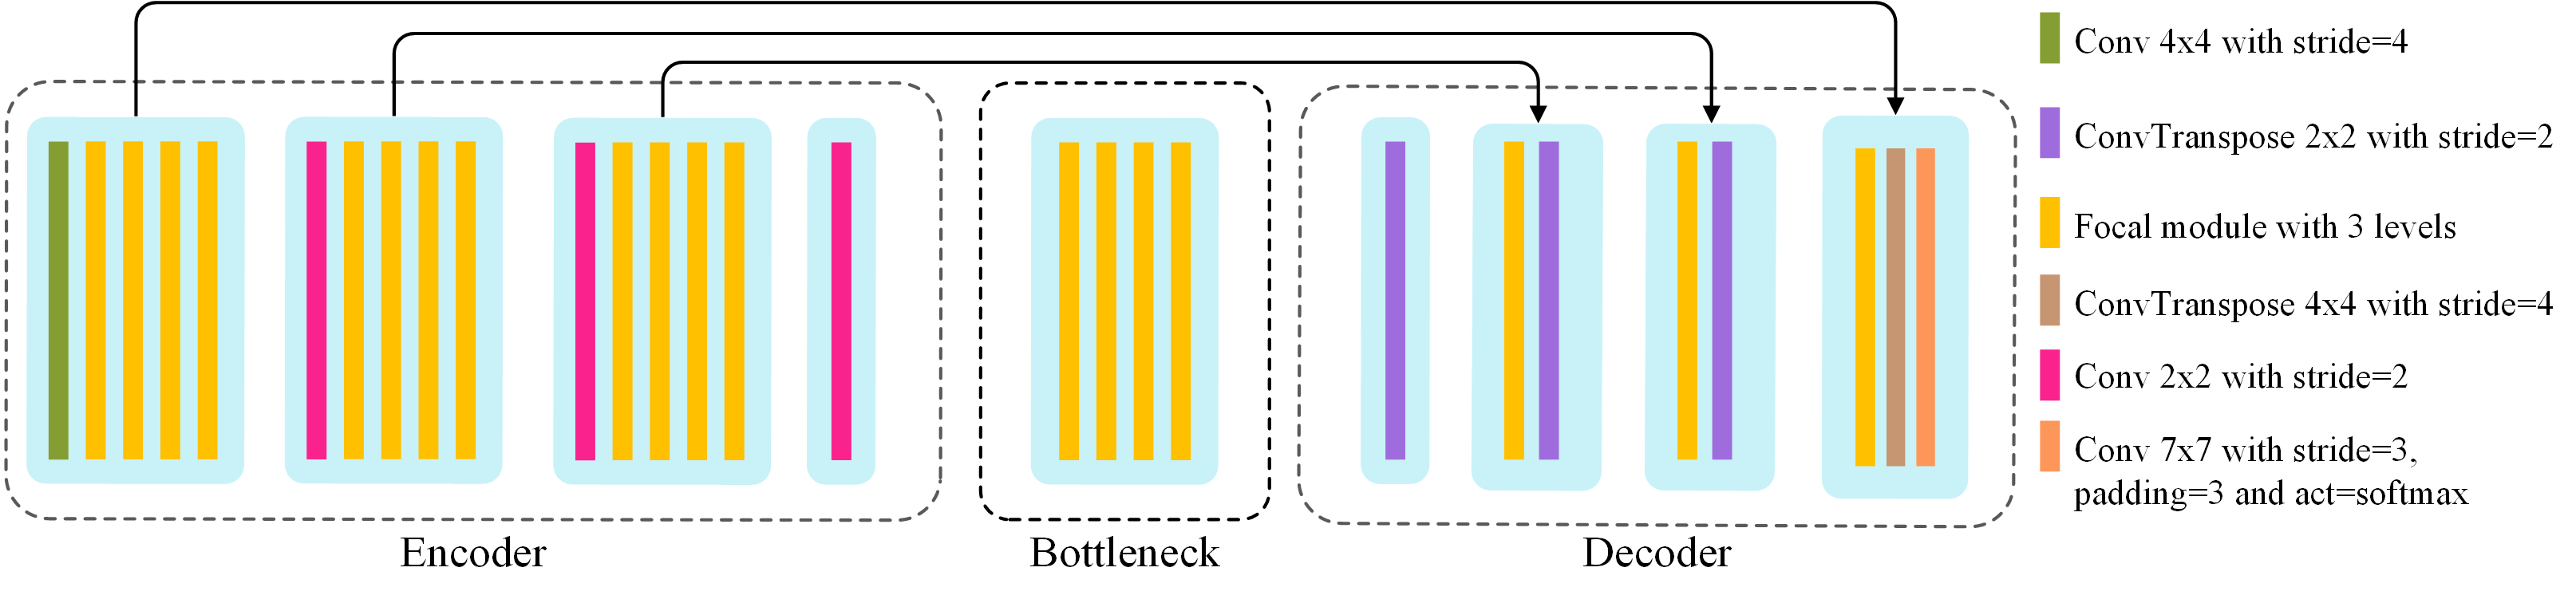 Conv 4x4 with stride=4
ConvTranspose 2x2 with stride=2
Focal module with 3 levels
ConvTranspose 4x4 with stride=4
Conv 2x2 with stride=2
Conv 7x7 with stride=3,
padding=3 and act=softmax
Encoder
Bottleneck
Decoder